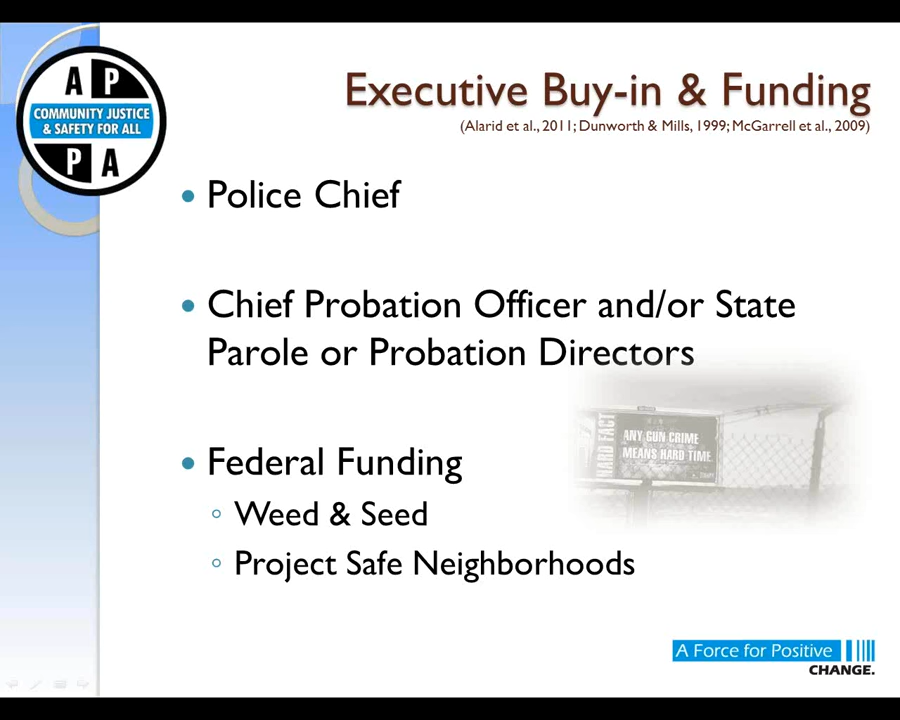 A P
COMMUNITY JUSTICE
& SAFETY FOR ALL
P A
Executive Buy-in & Funding
(Alarid et al., 2011; Dunworth & Mills, 1999; McGarrell et al., 2009)
• Police Chief
• Chief Probation Officer and/or State
Parole or Probation Directors
• Federal Funding
◦ Weed & Seed
◦ Project Safe Neighborhoods
HARD FACT
ANY GUN CRIME
MEANS HARD TIME
A Force for Positive
CHANGE.